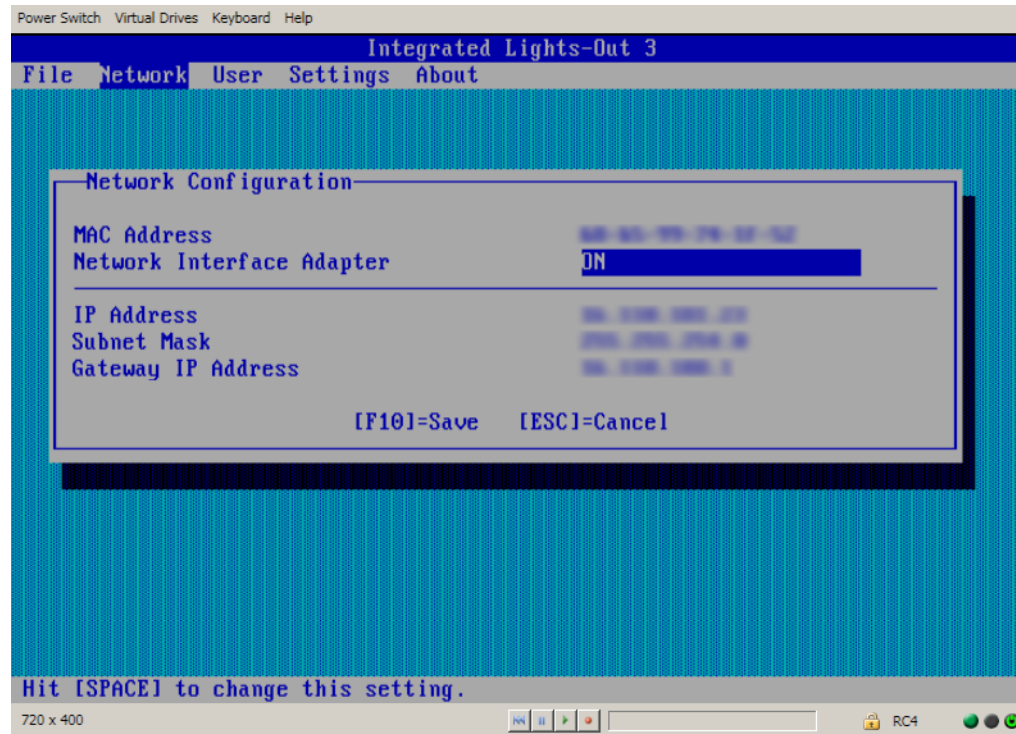 Power Switch Virtual Drives Keyboard Help
Integrated Lights-Out 3
File Network User Settings About
Network Configuration
MAC Address
Network Interface Adapter ON
IP Address
Subnet Mask
Gateway IP Address
[F10]=Save [ESC]=Cancel
Hit [SPACE] to change this setting.
720 x 400 RC4